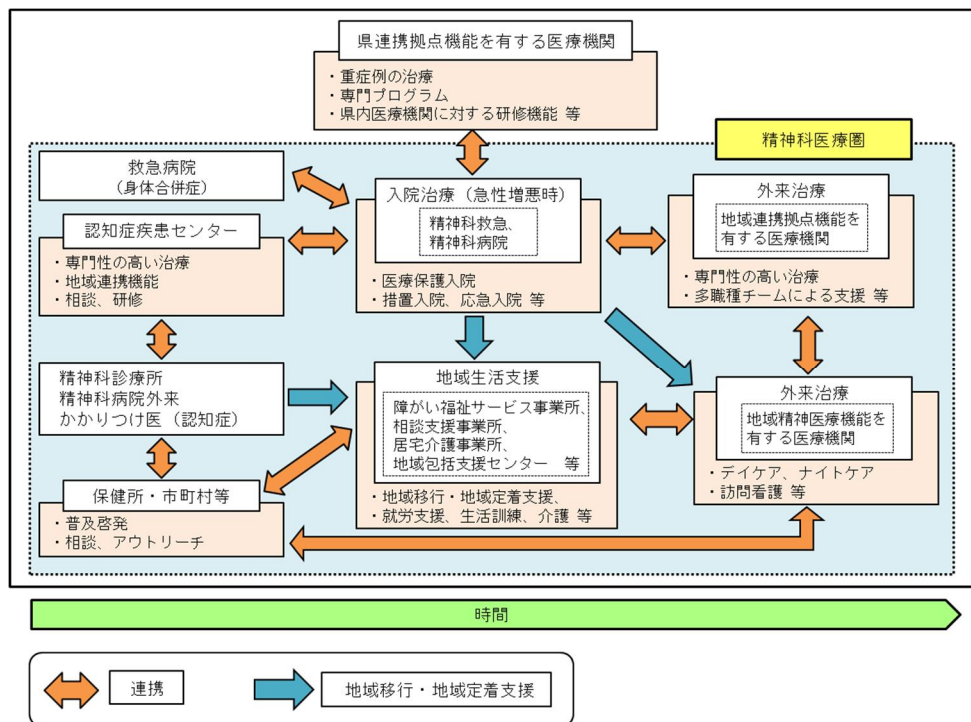 県連携拠点機能を有する医療機関
・重症例の治療
・専門プログラム
・県内医療機関に対する研修機能 等
精神科医療圏
救急病院
（身体合併症）
入院治療（急性増悪時）
精神科救急、
精神科病院
・医療保護入院
・措置入院、応急入院 等
外来治療
地域連携拠点機能を
有する医療機関
・専門性の高い治療
・多職種チームによる支援 等
認知症疾患センター
・専門性の高い治療
・地域連携機能
・相談、研修
精神科診療所
精神科病院外来
かかりつけ医（認知症）
地域生活支援
障がい福祉サービス事業所、
相談支援事業所、
居宅介護事業所、
地域包括支援センター 等
・地域移行・地域定着支援、
・就労支援、生活訓練、介護 等
外来治療
地域精神医療機能を
有する医療機関
・デイケア、ナイトケア
・訪問看護 等
保健所・市町村等
・普及啓発
・相談、アウトリーチ
時間
連携
地域移行・地域定着支援